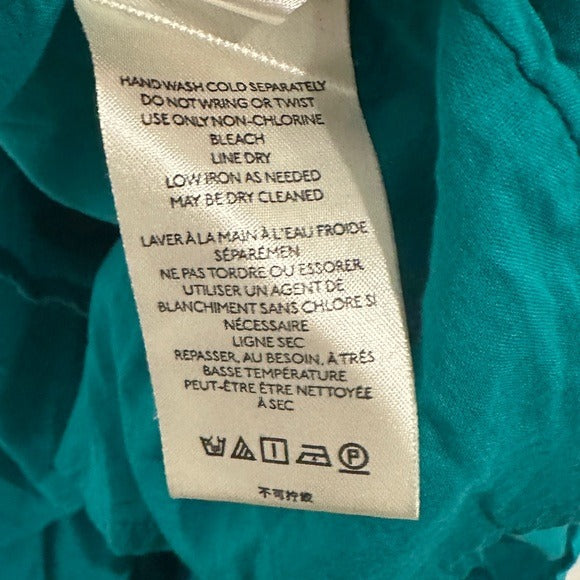 HAND WASH COLD SEPARATELY
DO NOT WRING OR TWIST
USE ONLY NON-CHLORINE
BLEACH
LINE DRY
LOW IRON AS NEEDED
MAY BE DRY CLEANED
LAVER À LA MAIN À L'EAU FROIDE
SÉPARÉMEN
NE PAS TORDRE OU ESSORER
UTILISER UN AGENT DE
BLANCHIMENT SANS CHLORE SI
NÉCESSAIRE
LIGNE SEC
REPASSER, AU BESOIN, À TRÉS
BASSE TEMPÉRATURE
PEUT-ÊTRE ÊTRE NETTOYÉE
À SEC
P
不可拧绞